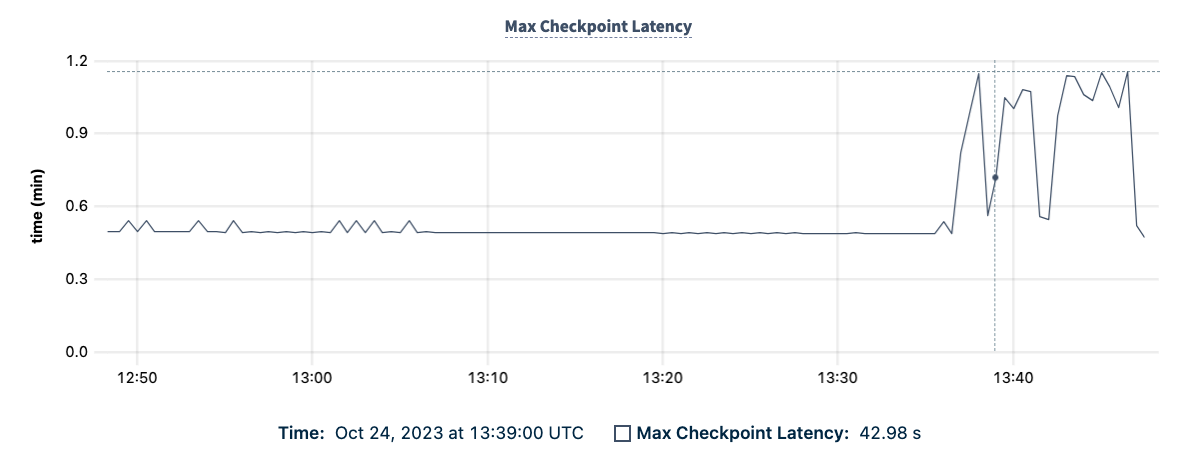 Max Checkpoint Latency
1.2
0.9
0.6
0.3
0.0
time (min)
12:50 13:00 13:10 13:20 13:30 13:40
Time: Oct 24, 2023 at 13:39:00 UTC Max Checkpoint Latency: 42.98 s